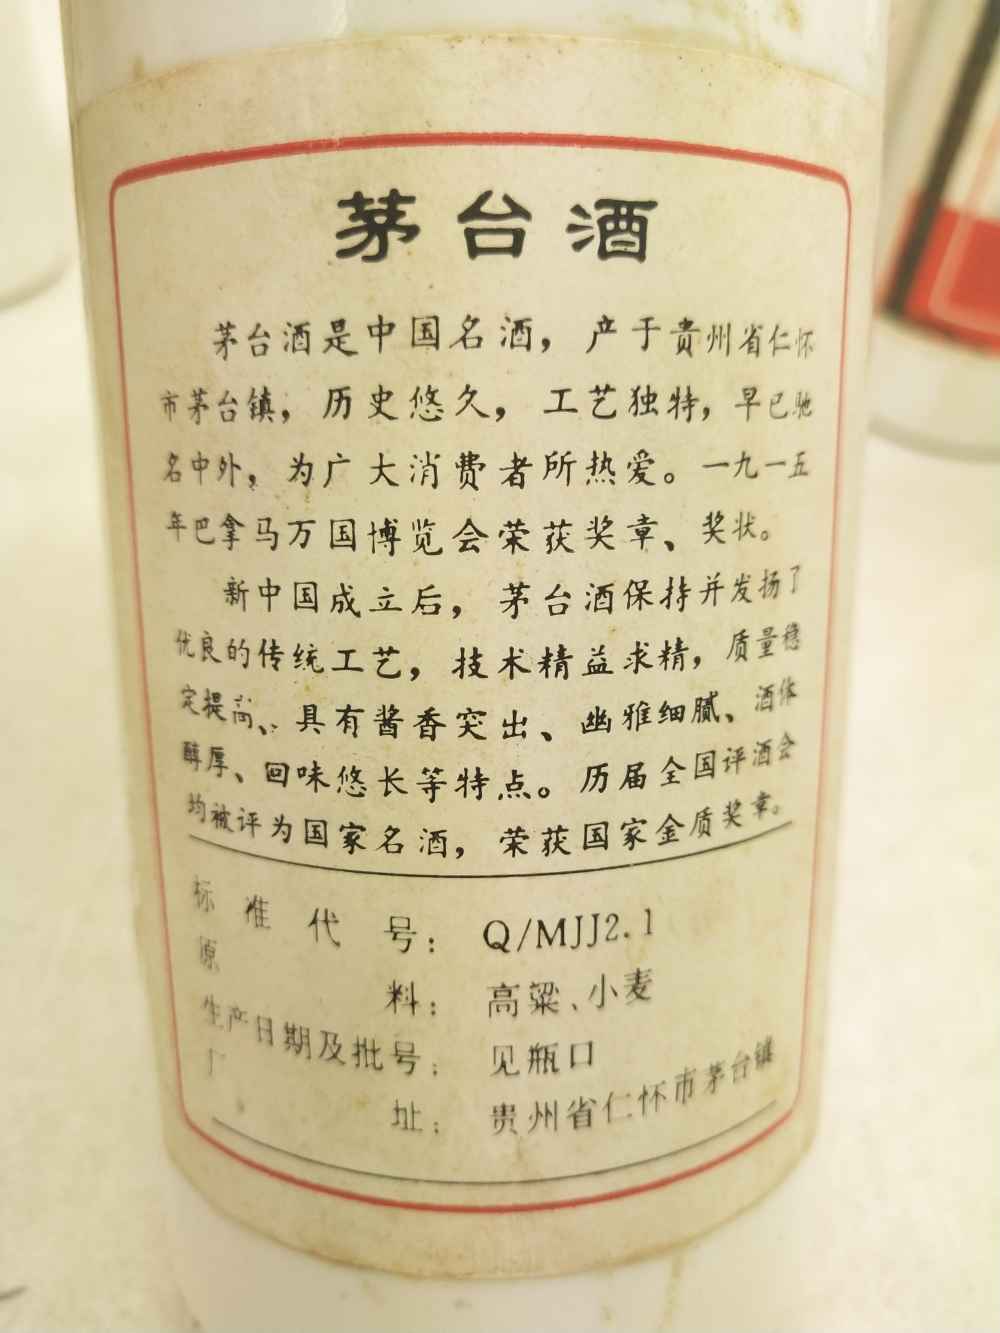 茅台酒
茅台酒是中国名酒，产于贵州省仁怀
市茅台镇，历史悠久，工艺独特，早已驰
名中外，为广大消费者所热爱。一九一五
年巴拿马万国博览会荣获奖章、奖状。
新中国成立后，茅台酒保持并发扬了
优良的传统工艺，技术精益求精，质量稳
定提高、具有酱香突出、幽雅细腻、酒体
醇厚、回味悠长等特点。历届全国评酒会
均被评为国家名酒，荣获国家金质奖章。
标准代号：Q/MJJ2.1
原料：高粱、小麦
生产日期及批号：见瓶口
厂址：贵州省仁怀市茅台镇